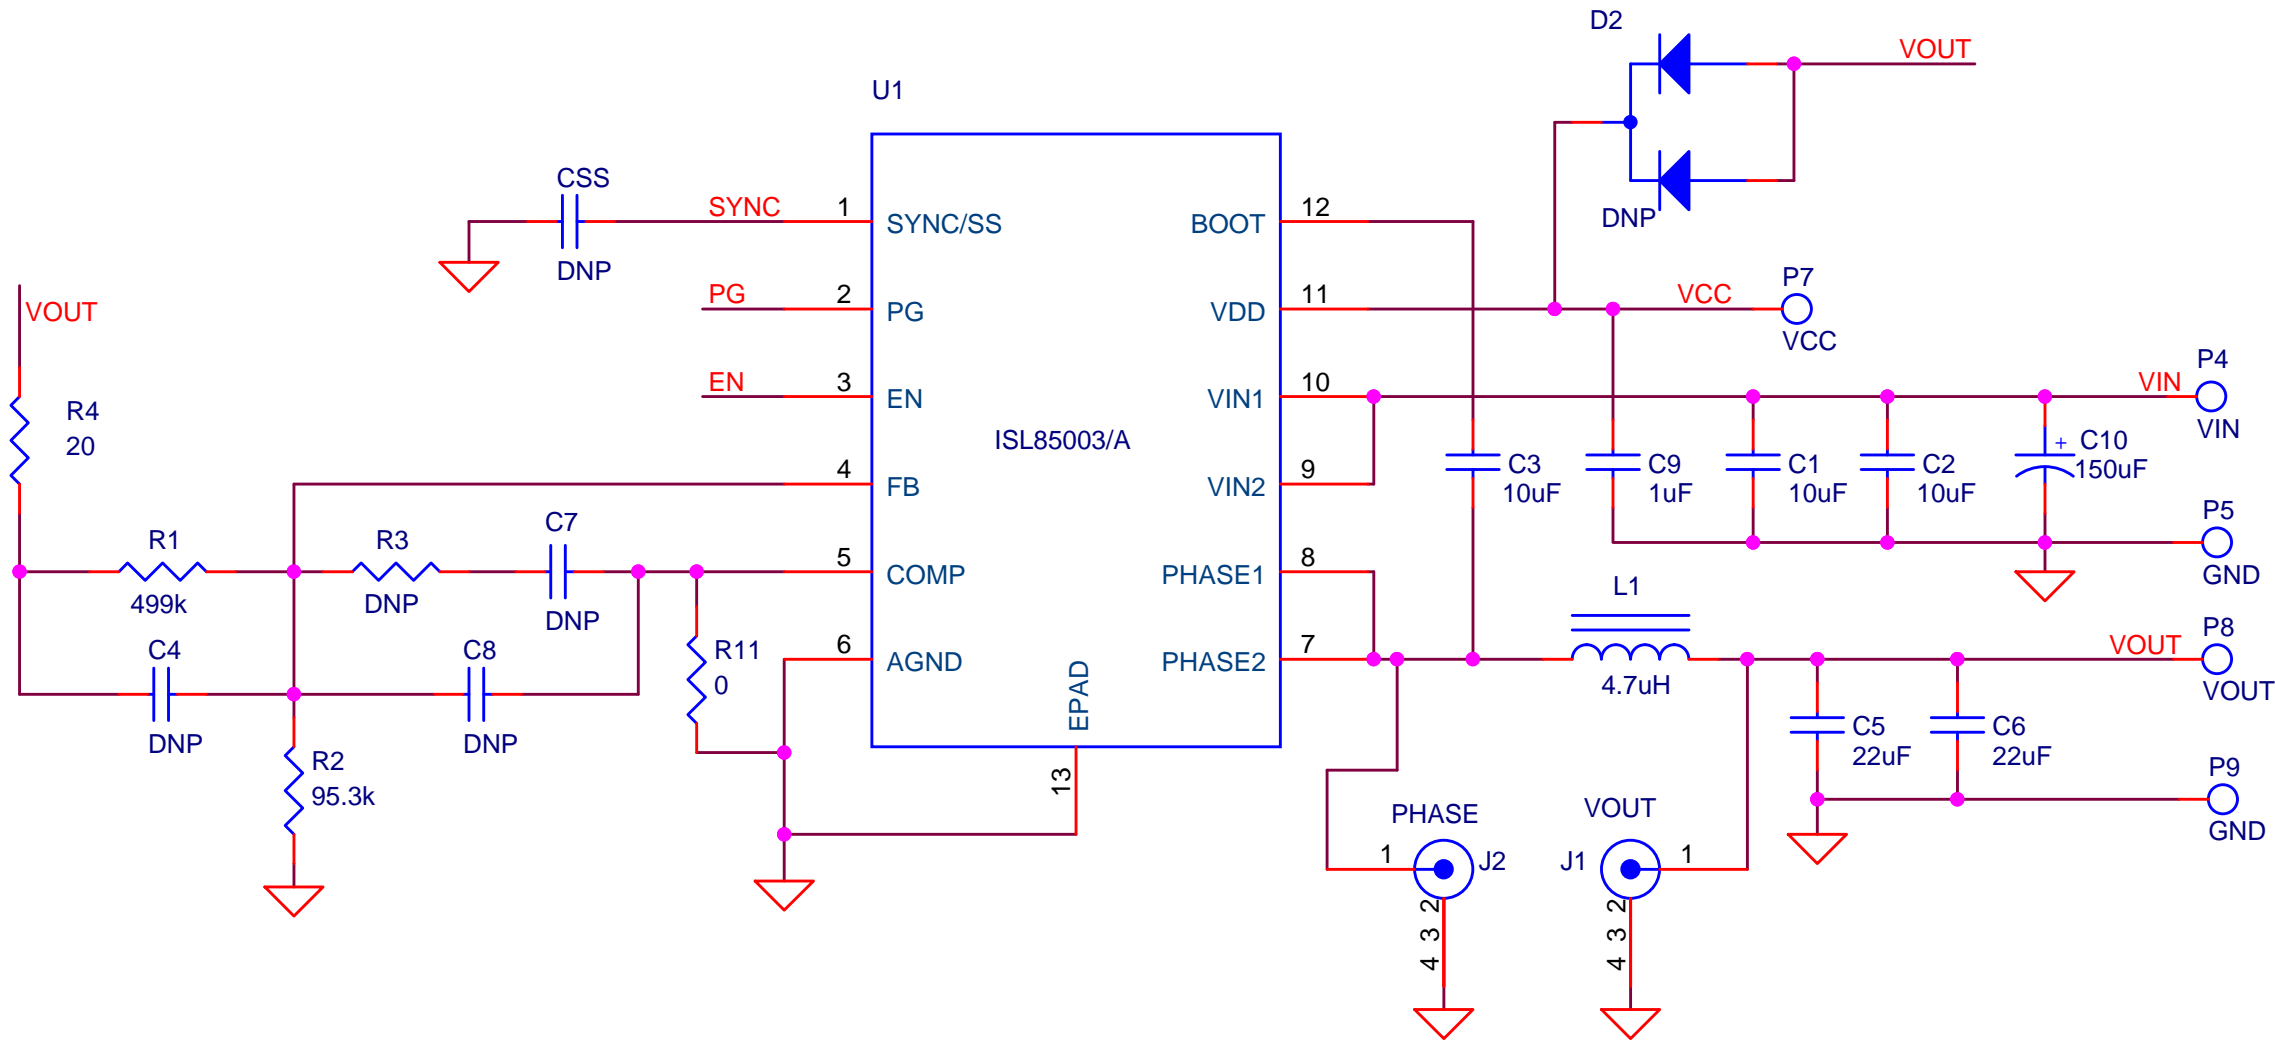 D2
VOUT
DNP
U1
ISL85003/A
CSS
DNP
SYNC
1
SYNC/SS
PG
2
PG
EN
3
EN
4
FB
5
COMP
6
AGND
EPAD
13
12
BOOT
11
VDD
10
VIN1
9
VIN2
8
PHASE1
7
PHASE2
VOUT
R4
20
R1
499k
R3
DNP
C7
DNP
C4
DNP
C8
DNP
R2
95.3k
R11
0
VCC
P7
VCC
VIN
P4
VIN
C3
10uF
C9
1uF
C1
10uF
C2
10uF
+
C10
150uF
P5
GND
L1
4.7uH
VOUT
P8
VOUT
C5
22uF
C6
22uF
P9
GND
PHASE
1
J2
2
3
4
VOUT
J1
1
2
3
4